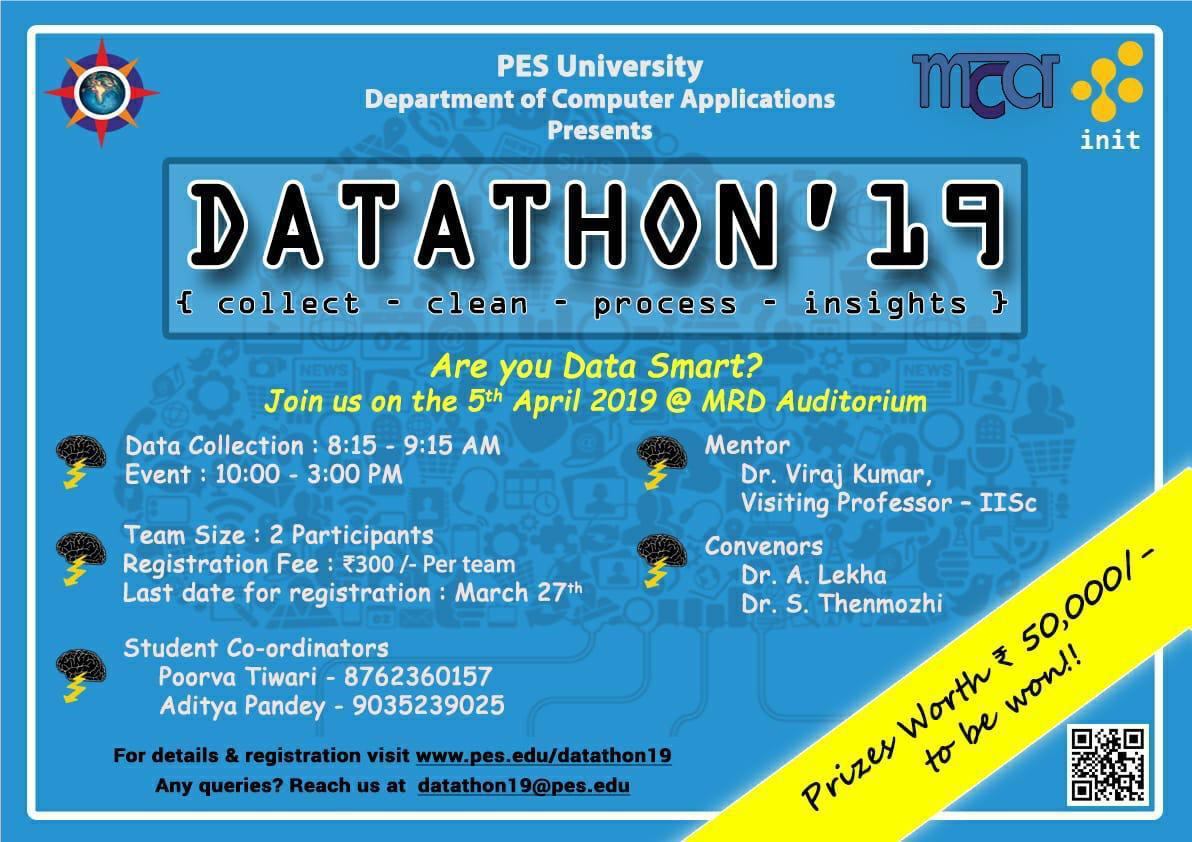 PES University
Department of Computer Applications
Presents
mca
init
DATATHON'19
{ collect - clean - process - insights }
Are you Data Smart?
Join us on the 5th April 2019 @ MRD Auditorium
Data Collection : 8:15 - 9:15 AM
Event : 10:00 - 3:00 PM
Team Size : 2 Participants
Registration Fee : ₹300 /- Per team
Last date for registration : March 27th
Student Co-ordinators
Poorva Tiwari - 8762360157
Aditya Pandey - 9035239025
Mentor
Dr. Viraj Kumar,
Visiting Professor – IISc
Convenors
Dr. A. Lekha
Dr. S. Thenmozhi
Prizes Worth ₹ 50,000/-
to be won!!
For details & registration visit www.pes.edu/datathon19
Any queries? Reach us at datathon19@pes.edu
sms
02
NEWS
NEWS